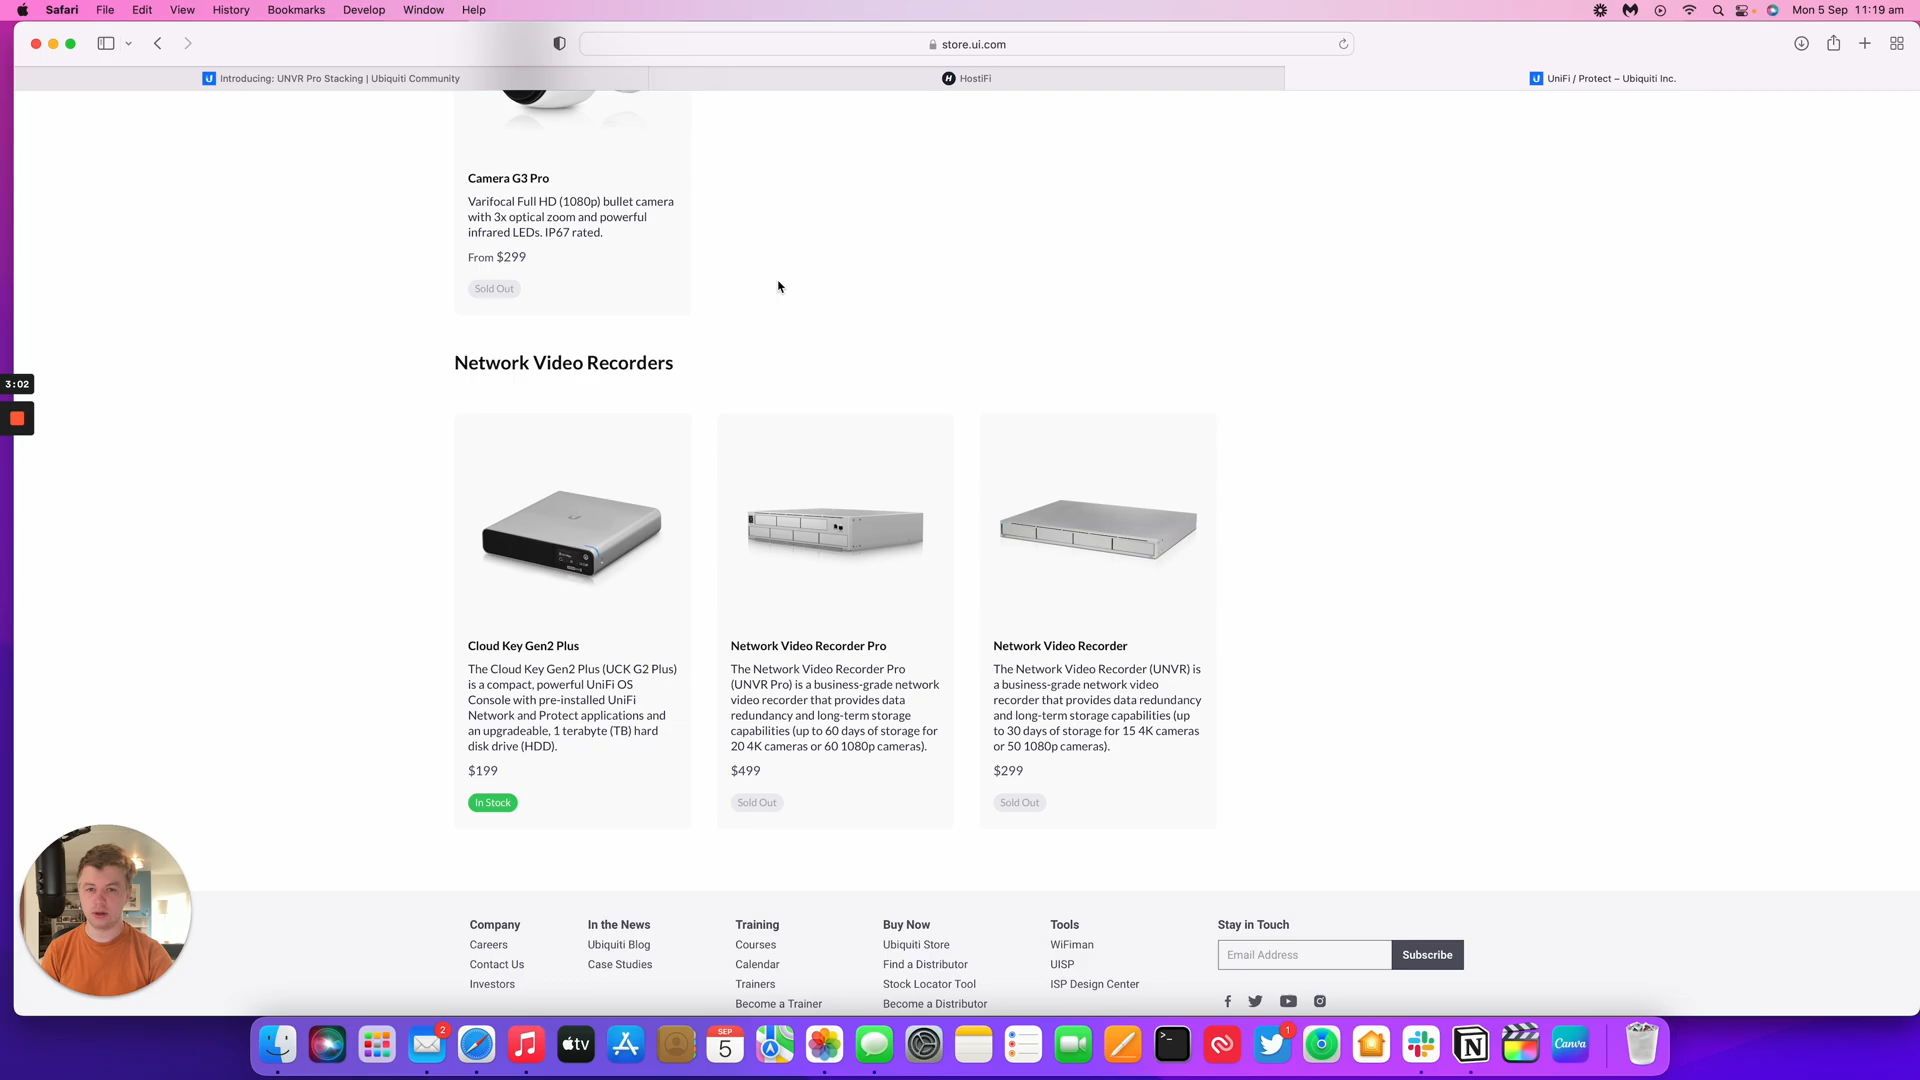 Safari File Edit View History Bookmarks Develop Window Help Mon 5 Sep 11:19 am
store.ui.com
Introducing: UNVR Pro Stacking | Ubiquiti Community
HostiFi
UniFi / Protect – Ubiquiti Inc.
Camera G3 Pro
Varifocal Full HD (1080p) bullet camera
with 3x optical zoom and powerful
infrared LEDs. IP67 rated.
From $299
Sold Out
Network Video Recorders
3:02
Cloud Key Gen2 Plus
The Cloud Key Gen2 Plus (UCK G2 Plus)
is a compact, powerful UniFi OS
Console with pre-installed UniFi
Network and Protect applications and
an upgradeable, 1 terabyte (TB) hard
disk drive (HDD).
$199
In Stock
Network Video Recorder Pro
The Network Video Recorder Pro
(UNVR Pro) is a business-grade network
video recorder that provides data
redundancy and long-term storage
capabilities (up to 60 days of storage for
20 4K cameras or 60 1080p cameras).
$499
Sold Out
Network Video Recorder
The Network Video Recorder (UNVR) is
a business-grade network video
recorder that provides data redundancy
and long-term storage capabilities (up
to 30 days of storage for 15 4K cameras
or 50 1080p cameras).
$299
Sold Out
Company
Careers
Contact Us
Investors
In the News
Ubiquiti Blog
Case Studies
Training
Courses
Calendar
Trainers
Become a Trainer
Buy Now
Ubiquiti Store
Find a Distributor
Stock Locator Tool
Become a Distributor
Tools
WiFiman
UISP
ISP Design Center
Stay in Touch
Email Address
Subscribe
2
tv
SEP
5
1
Canva